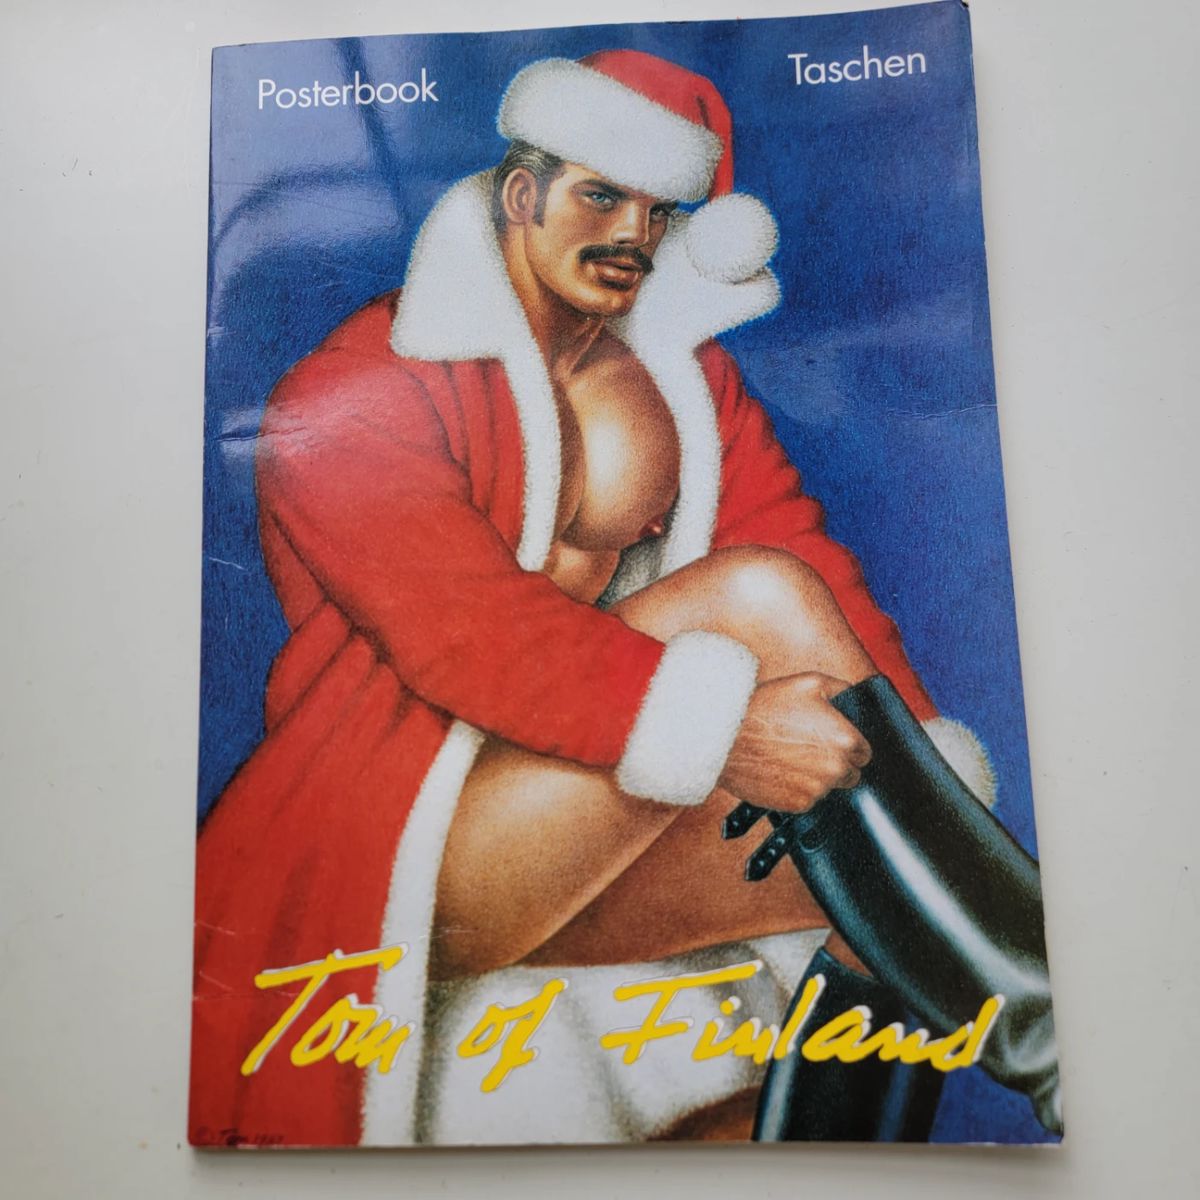 Posterbook
Taschen
Tom of Finland